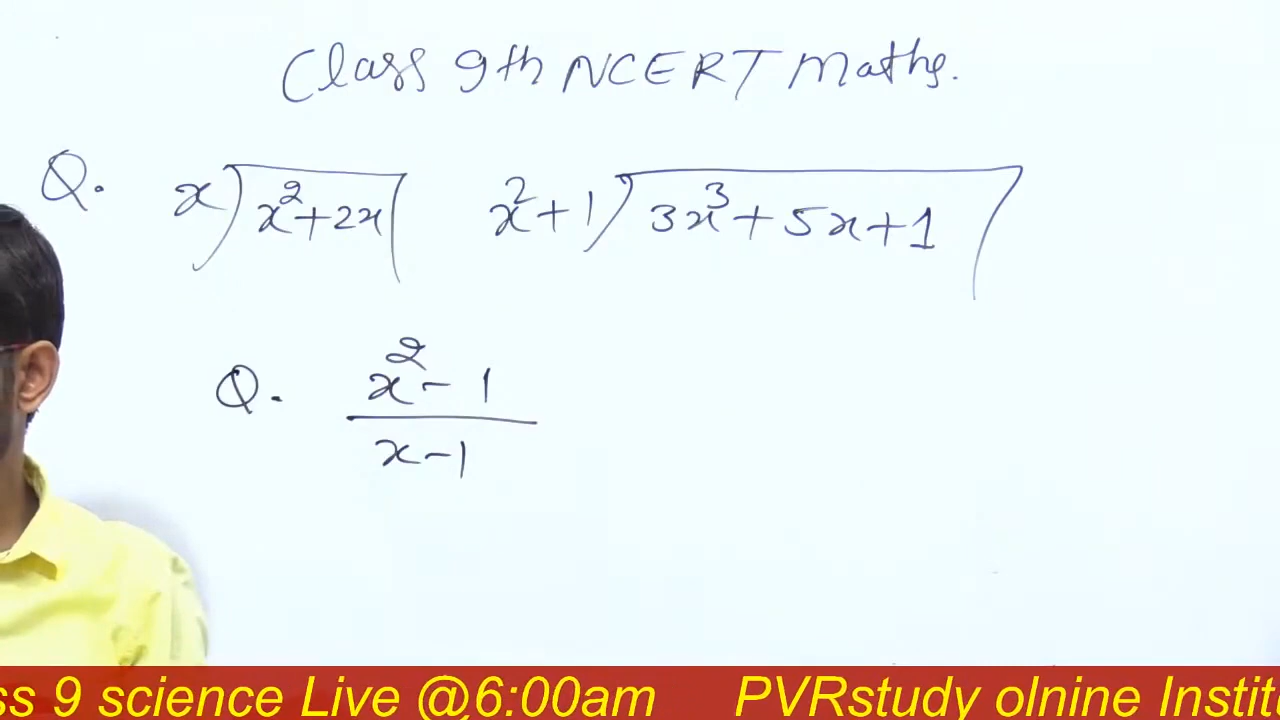 Class 9th NCERT Maths.
Q. x)x²+2x( x²+1)3x³+5x+1(
Q. x²-1
x-1
ss 9 science Live @6:00am PVRstudy olnine Institu